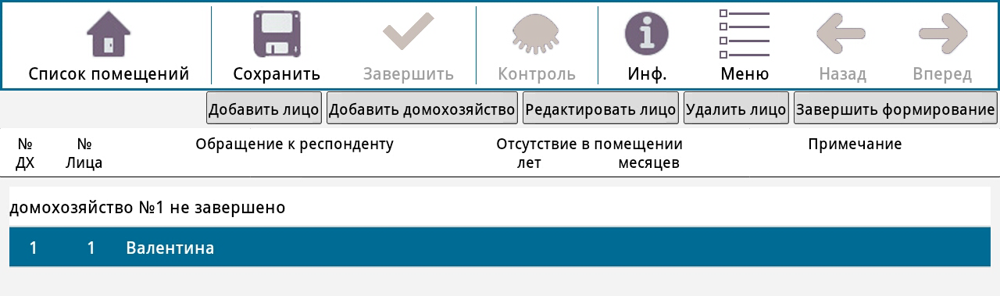 Список помещений Сохранить Завершить Контроль Инф. Меню Назад Вперед
Добавить лицо Добавить домохозяйство Редактировать лицо Удалить лицо Завершить формирование
№ № Обращение к респонденту Отсутствие в помещении Примечание
ДХ Лица лет месяцев
домохозяйство №1 не завершено
1 1 Валентина